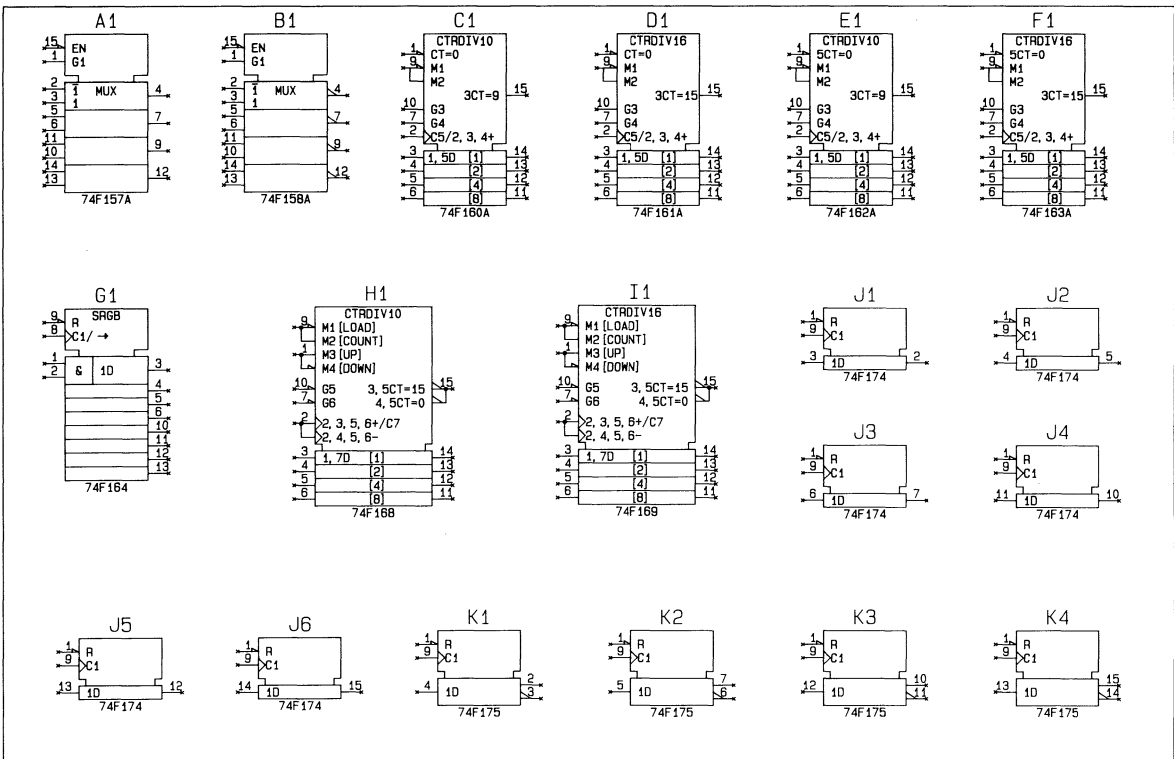 A1 B1 C1 D1 E1 F1
15 EN
1 G1
2 1 MUX 4
3 1
5 7
6
11 9
10
14 12
13
74F157A
15 EN
1 G1
2 1 MUX 4
3 1
5 7
6
11 9
10
14 12
13
74F158A
CTRDIV10
1 CT=0
9 M1
M2
3CT=9 15
10 G3
7 G4
2 C5/2, 3, 4+
3 1, 5D [1] 14
4 [2] 13
5 [4] 12
6 [8] 11
74F160A
CTRDIV16
1 CT=0
9 M1
M2
3CT=15 15
10 G3
7 G4
2 C5/2, 3, 4+
3 1, 5D [1] 14
4 [2] 13
5 [4] 12
6 [8] 11
74F161A
CTRDIV10
1 5CT=0
9 M1
M2
3CT=9 15
10 G3
7 G4
2 C5/2, 3, 4+
3 1, 5D [1] 14
4 [2] 13
5 [4] 12
6 [8] 11
74F162A
CTRDIV16
1 5CT=0
9 M1
M2
3CT=15 15
10 G3
7 G4
2 C5/2, 3, 4+
3 1, 5D [1] 14
4 [2] 13
5 [4] 12
6 [8] 11
74F163A
G1
SRG8
9 R
8 C1/ →
1 & 1D 3
2
4
5
6
10
11
12
13
74F164
H1
CTRDIV10
9 M1 [LOAD]
M2 [COUNT]
1 M3 [UP]
M4 [DOWN]
10 G5 3, 5CT=15 15
7 G6 4, 5CT=0
2 2, 3, 5, 6+/C7
2, 4, 5, 6-
3 1, 7D [1] 14
4 [2] 13
5 [4] 12
6 [8] 11
74F168
I1
CTRDIV16
9 M1 [LOAD]
M2 [COUNT]
1 M3 [UP]
M4 [DOWN]
10 G5 3, 5CT=15 15
7 G6 4, 5CT=0
2 2, 3, 5, 6+/C7
2, 4, 5, 6-
3 1, 7D [1] 14
4 [2] 13
5 [4] 12
6 [8] 11
74F169
J1
1 R
9 C1
3 1D 2
74F174
J2
1 R
9 C1
4 1D 5
74F174
J3
1 R
9 C1
6 1D 7
74F174
J4
1 R
9 C1
11 1D 10
74F174
J5
1 R
9 C1
13 1D 12
74F174
J6
1 R
9 C1
14 1D 15
74F174
K1
1 R
9 C1
4 1D 2
3
74F175
K2
1 R
9 C1
5 1D 7
6
74F175
K3
1 R
9 C1
12 1D 10
11
74F175
K4
1 R
9 C1
13 1D 15
14
74F175